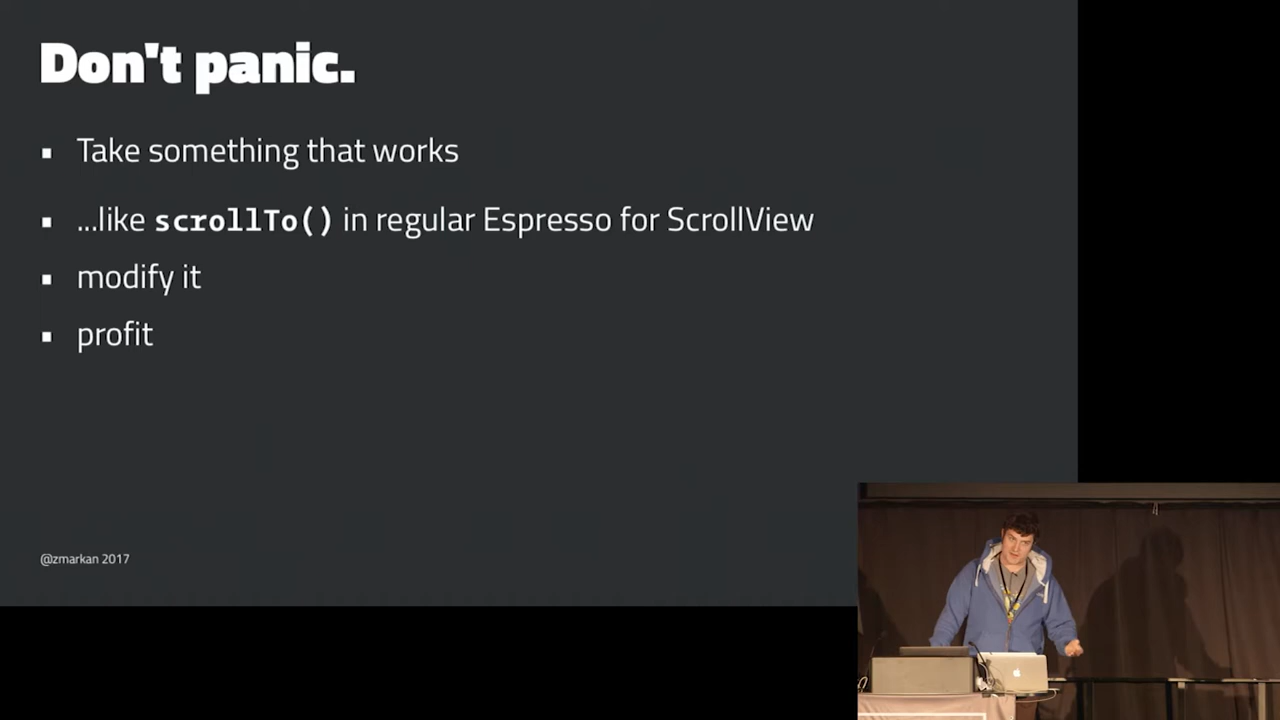 Don't panic.
Take something that works
...like scrollTo() in regular Espresso for ScrollView
modify it
profit
@zmarkan 2017